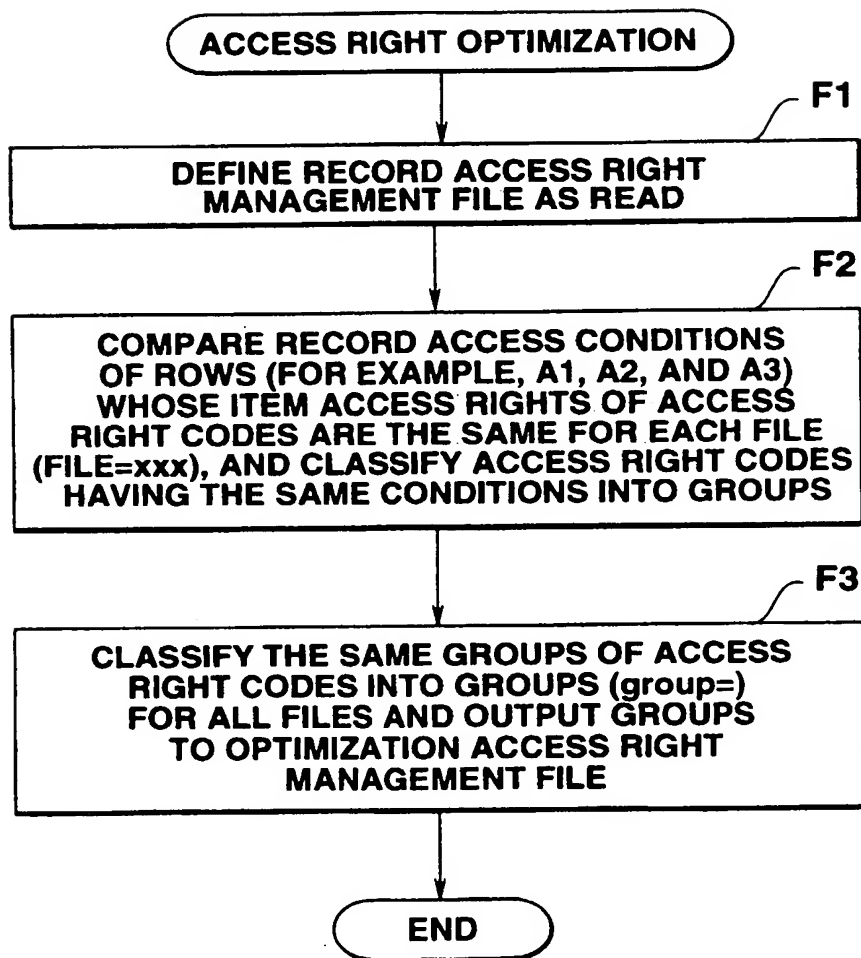 ACCESS RIGHT OPTIMIZATION
F1
DEFINE RECORD ACCESS RIGHT
MANAGEMENT FILE AS READ
F2
COMPARE RECORD ACCESS CONDITIONS
OF ROWS (FOR EXAMPLE, A1, A2, AND A3)
WHOSE ITEM ACCESS RIGHTS OF ACCESS
RIGHT CODES ARE THE SAME FOR EACH FILE
(FILE=xxx), AND CLASSIFY ACCESS RIGHT CODES
HAVING THE SAME CONDITIONS INTO GROUPS
F3
CLASSIFY THE SAME GROUPS OF ACCESS
RIGHT CODES INTO GROUPS (group=)
FOR ALL FILES AND OUTPUT GROUPS
TO OPTIMIZATION ACCESS RIGHT
MANAGEMENT FILE
END